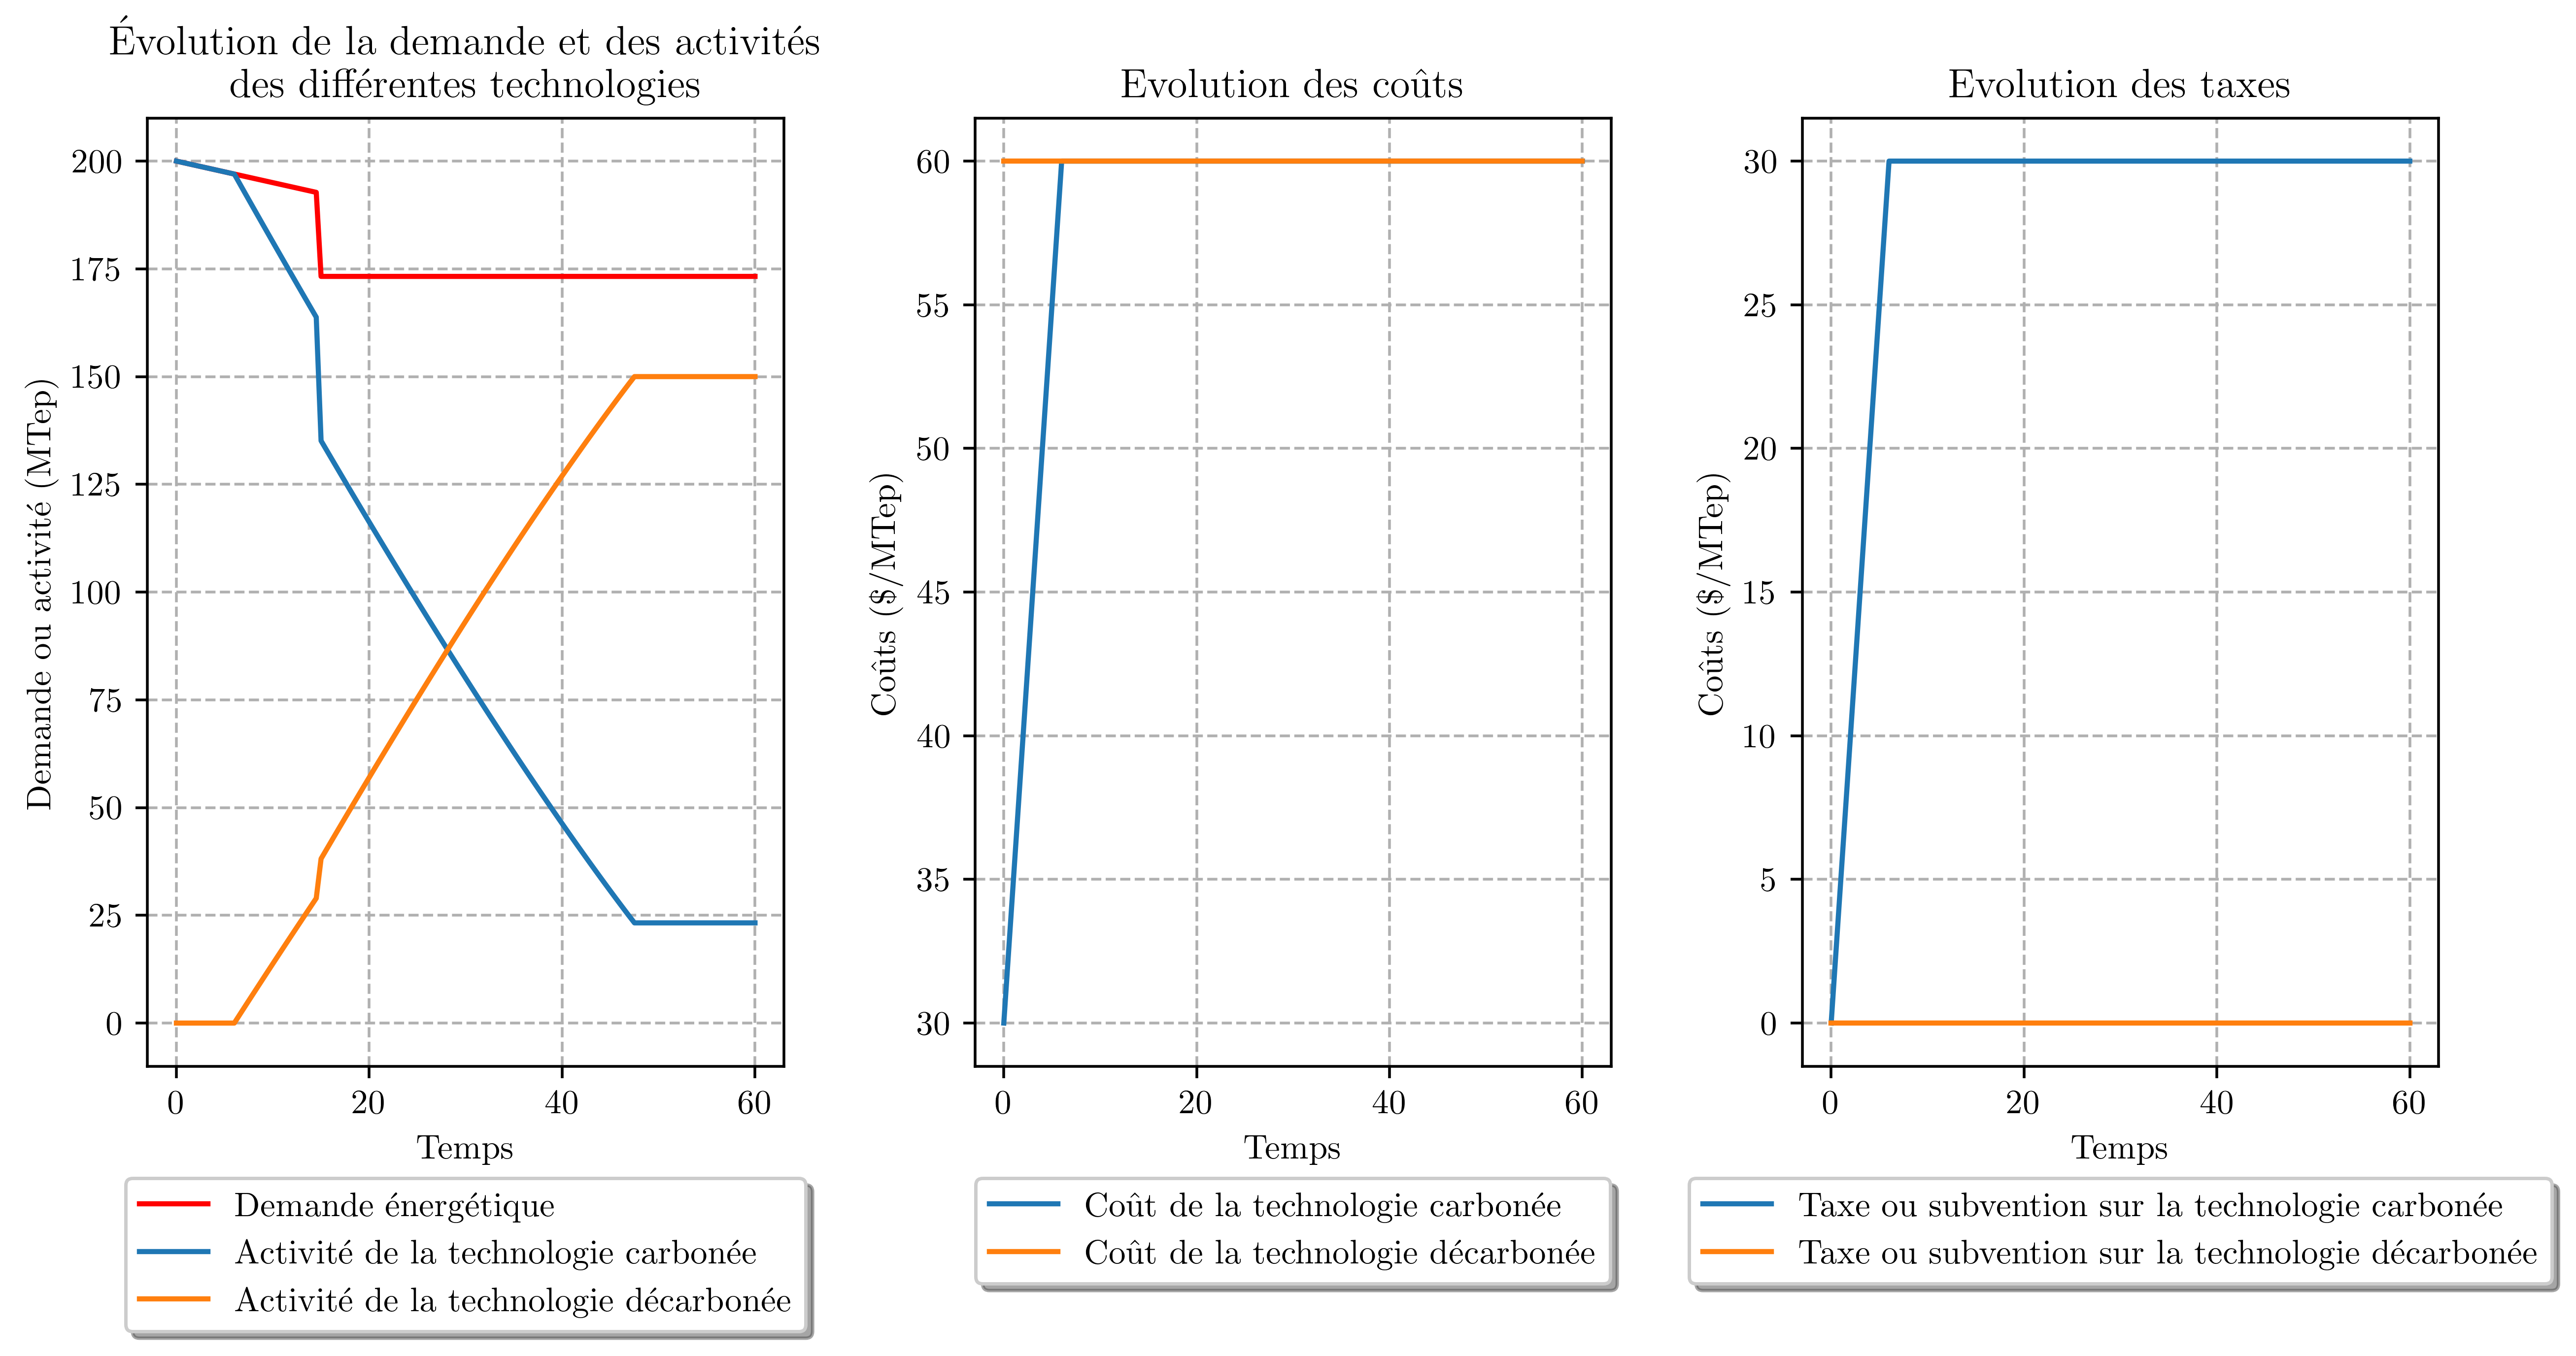 Évolution de la demande et des activités
des différentes technologies
Demande ou activité (MTep)
200
175
150
125
100
75
50
25
0
0 20 40 60
Temps
Demande énergétique
Activité de la technologie carbonée
Activité de la technologie décarbonée
Evolution des coûts
Coûts ($/MTep)
60
55
50
45
40
35
30
0 20 40 60
Temps
Coût de la technologie carbonée
Coût de la technologie décarbonée
Evolution des taxes
Coûts ($/MTep)
30
25
20
15
10
5
0
0 20 40 60
Temps
Taxe ou subvention sur la technologie carbonée
Taxe ou subvention sur la technologie décarbonée